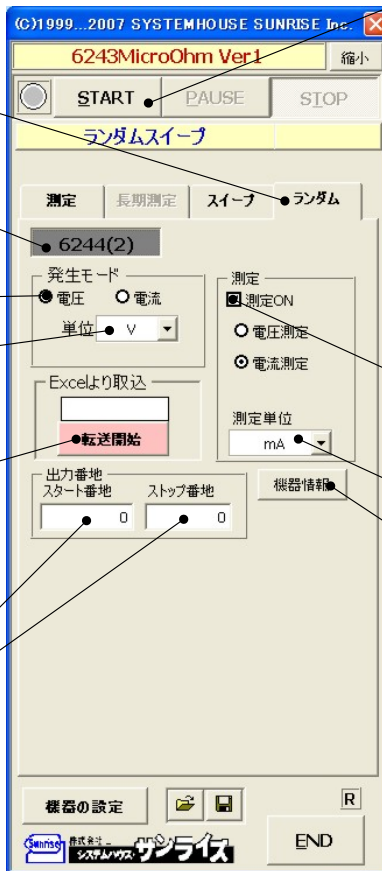 (C)1999...2007 SYSTEMHOUSE SUNRISE Inc.
6243MicroOhm Ver1 縮小
START PAUSE STOP
ランダムスイープ
測定 長期測定 スイープ ランダム
6244(2)
発生モード
電圧 電流
単位 V
測定
測定ON
電圧測定
電流測定
測定単位
mA
Excelより取込
転送開始
出力番地
スタート番地 ストップ番地
0 0
機器情報
機器の設定
R
Sunrise 株式会社 システムハウス サンライズ
END